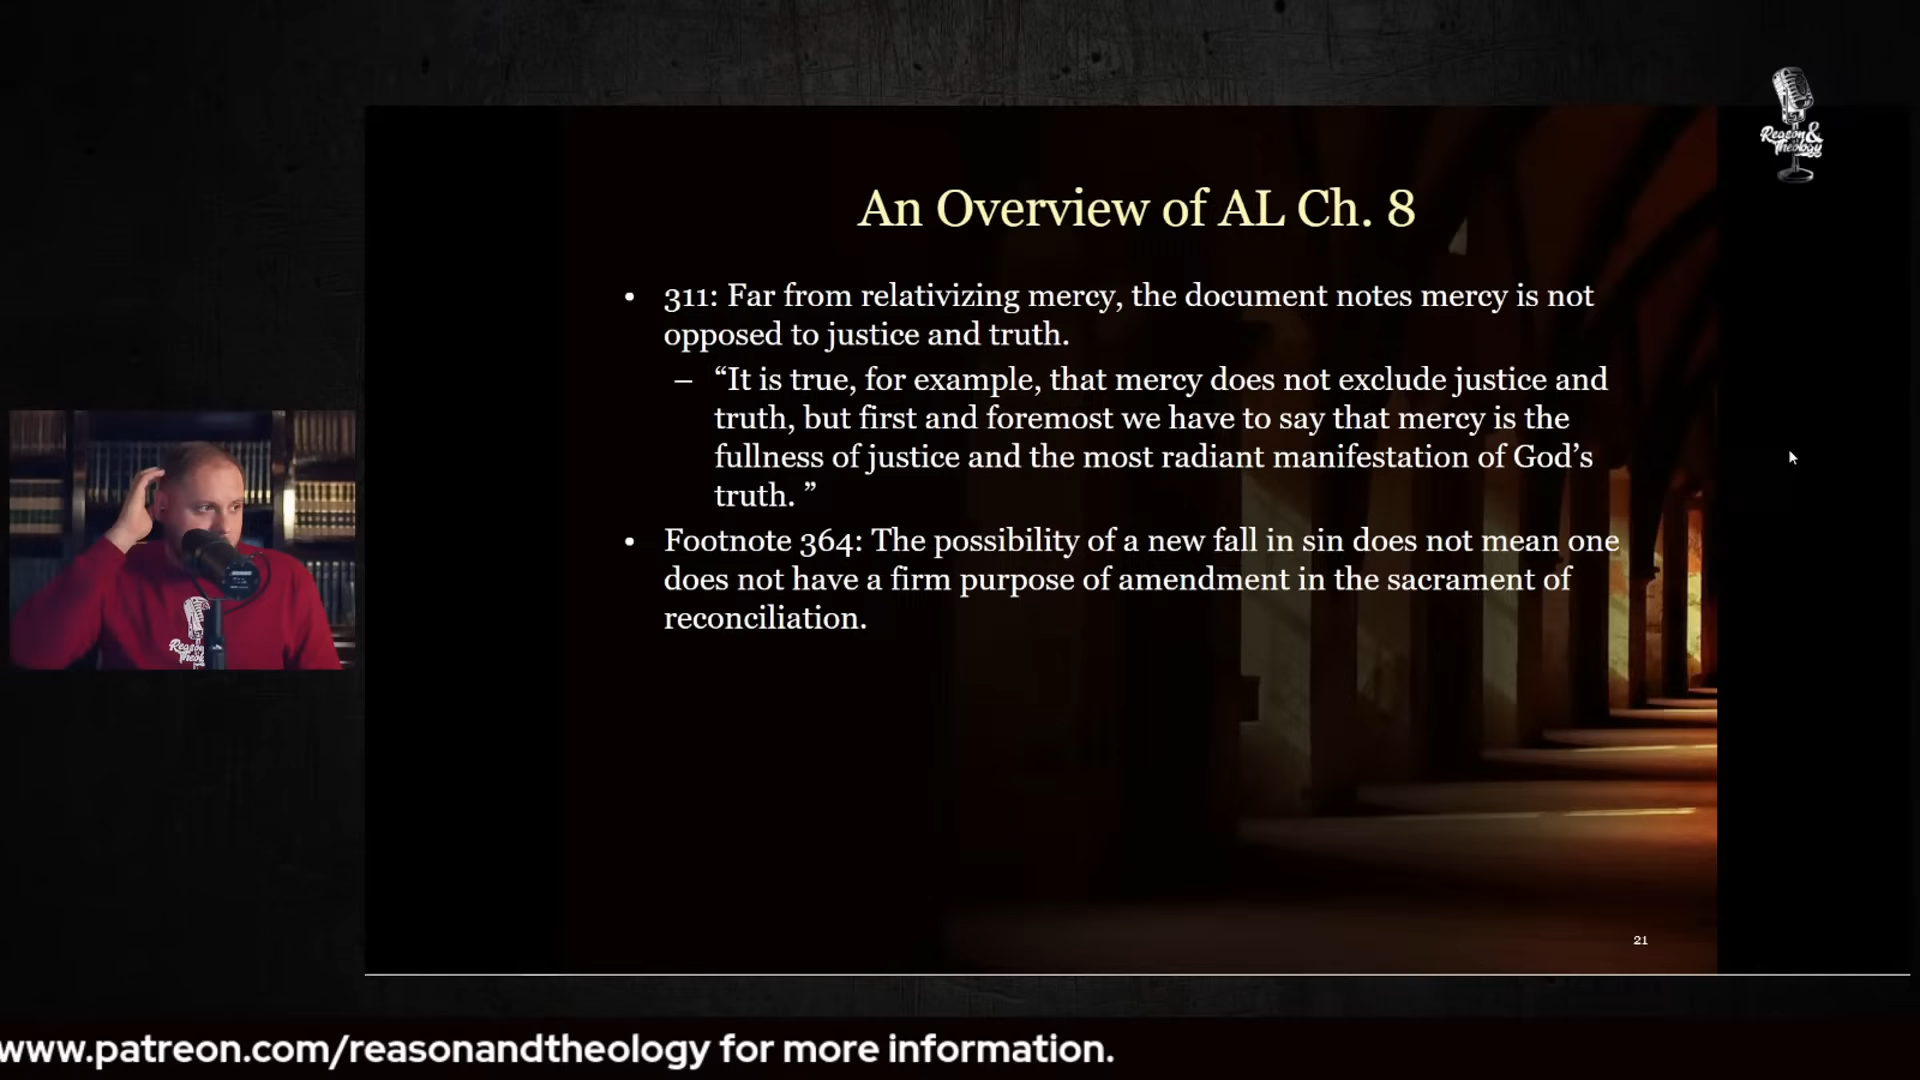 Reason &
Theology
An Overview of AL Ch. 8
• 311: Far from relativizing mercy, the document notes mercy is not
opposed to justice and truth.
– “It is true, for example, that mercy does not exclude justice and
truth, but first and foremost we have to say that mercy is the
fullness of justice and the most radiant manifestation of God’s
truth. ”
• Footnote 364: The possibility of a new fall in sin does not mean one
does not have a firm purpose of amendment in the sacrament of
reconciliation.
21
www.patreon.com/reasonandtheology for more information.